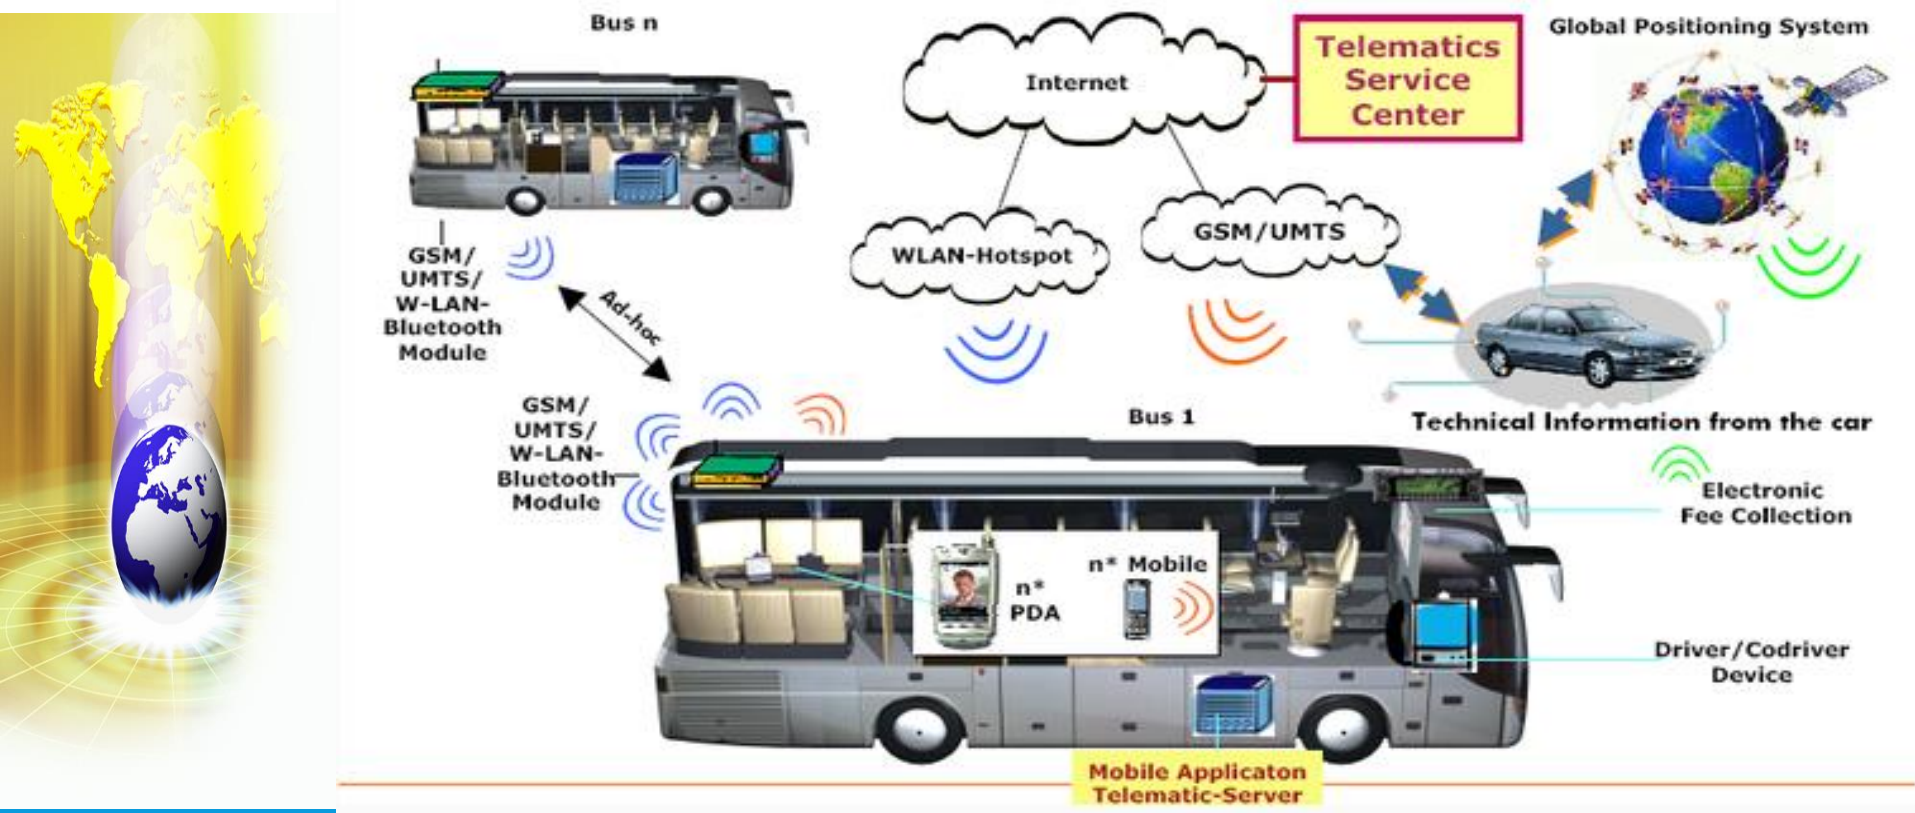 Bus n
Internet
Telematics
Service
Center
Global Positioning System
GSM/
UMTS/
W-LAN-
Bluetooth
Module
Ad-hoc
WLAN-Hotspot
GSM/UMTS
Technical Information from the car
GSM/
UMTS/
W-LAN-
Bluetooth
Module
Bus 1
n*
PDA
n* Mobile
Electronic
Fee Collection
Driver/Codriver
Device
Mobile Applicaton
Telematic-Server